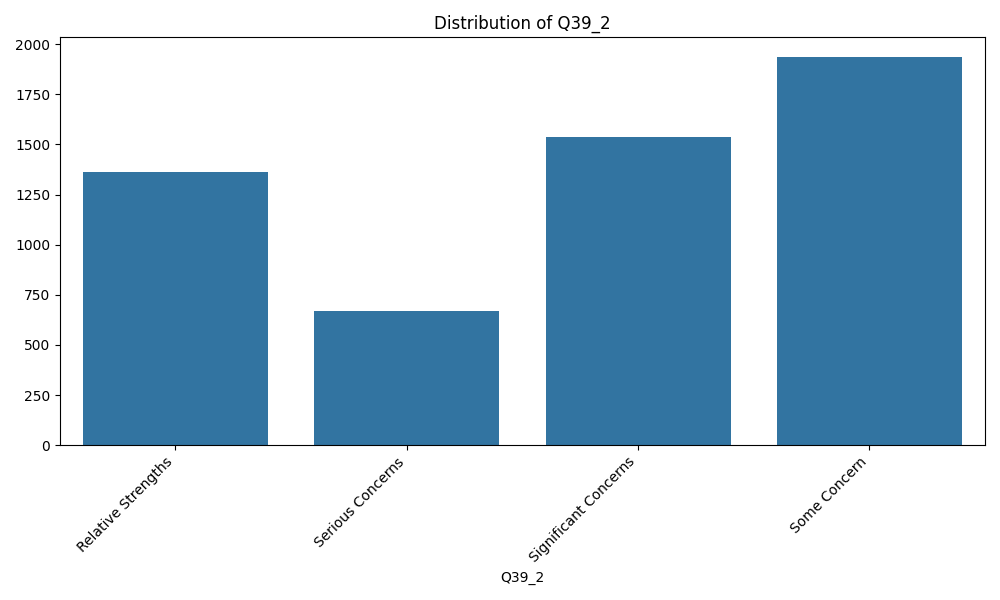 Distribution of Q39_2
2000
1750
1500
1250
1000
750
500
250
0
Relative Strengths
Serious Concerns
Significant Concerns
Some Concern
Q39_2